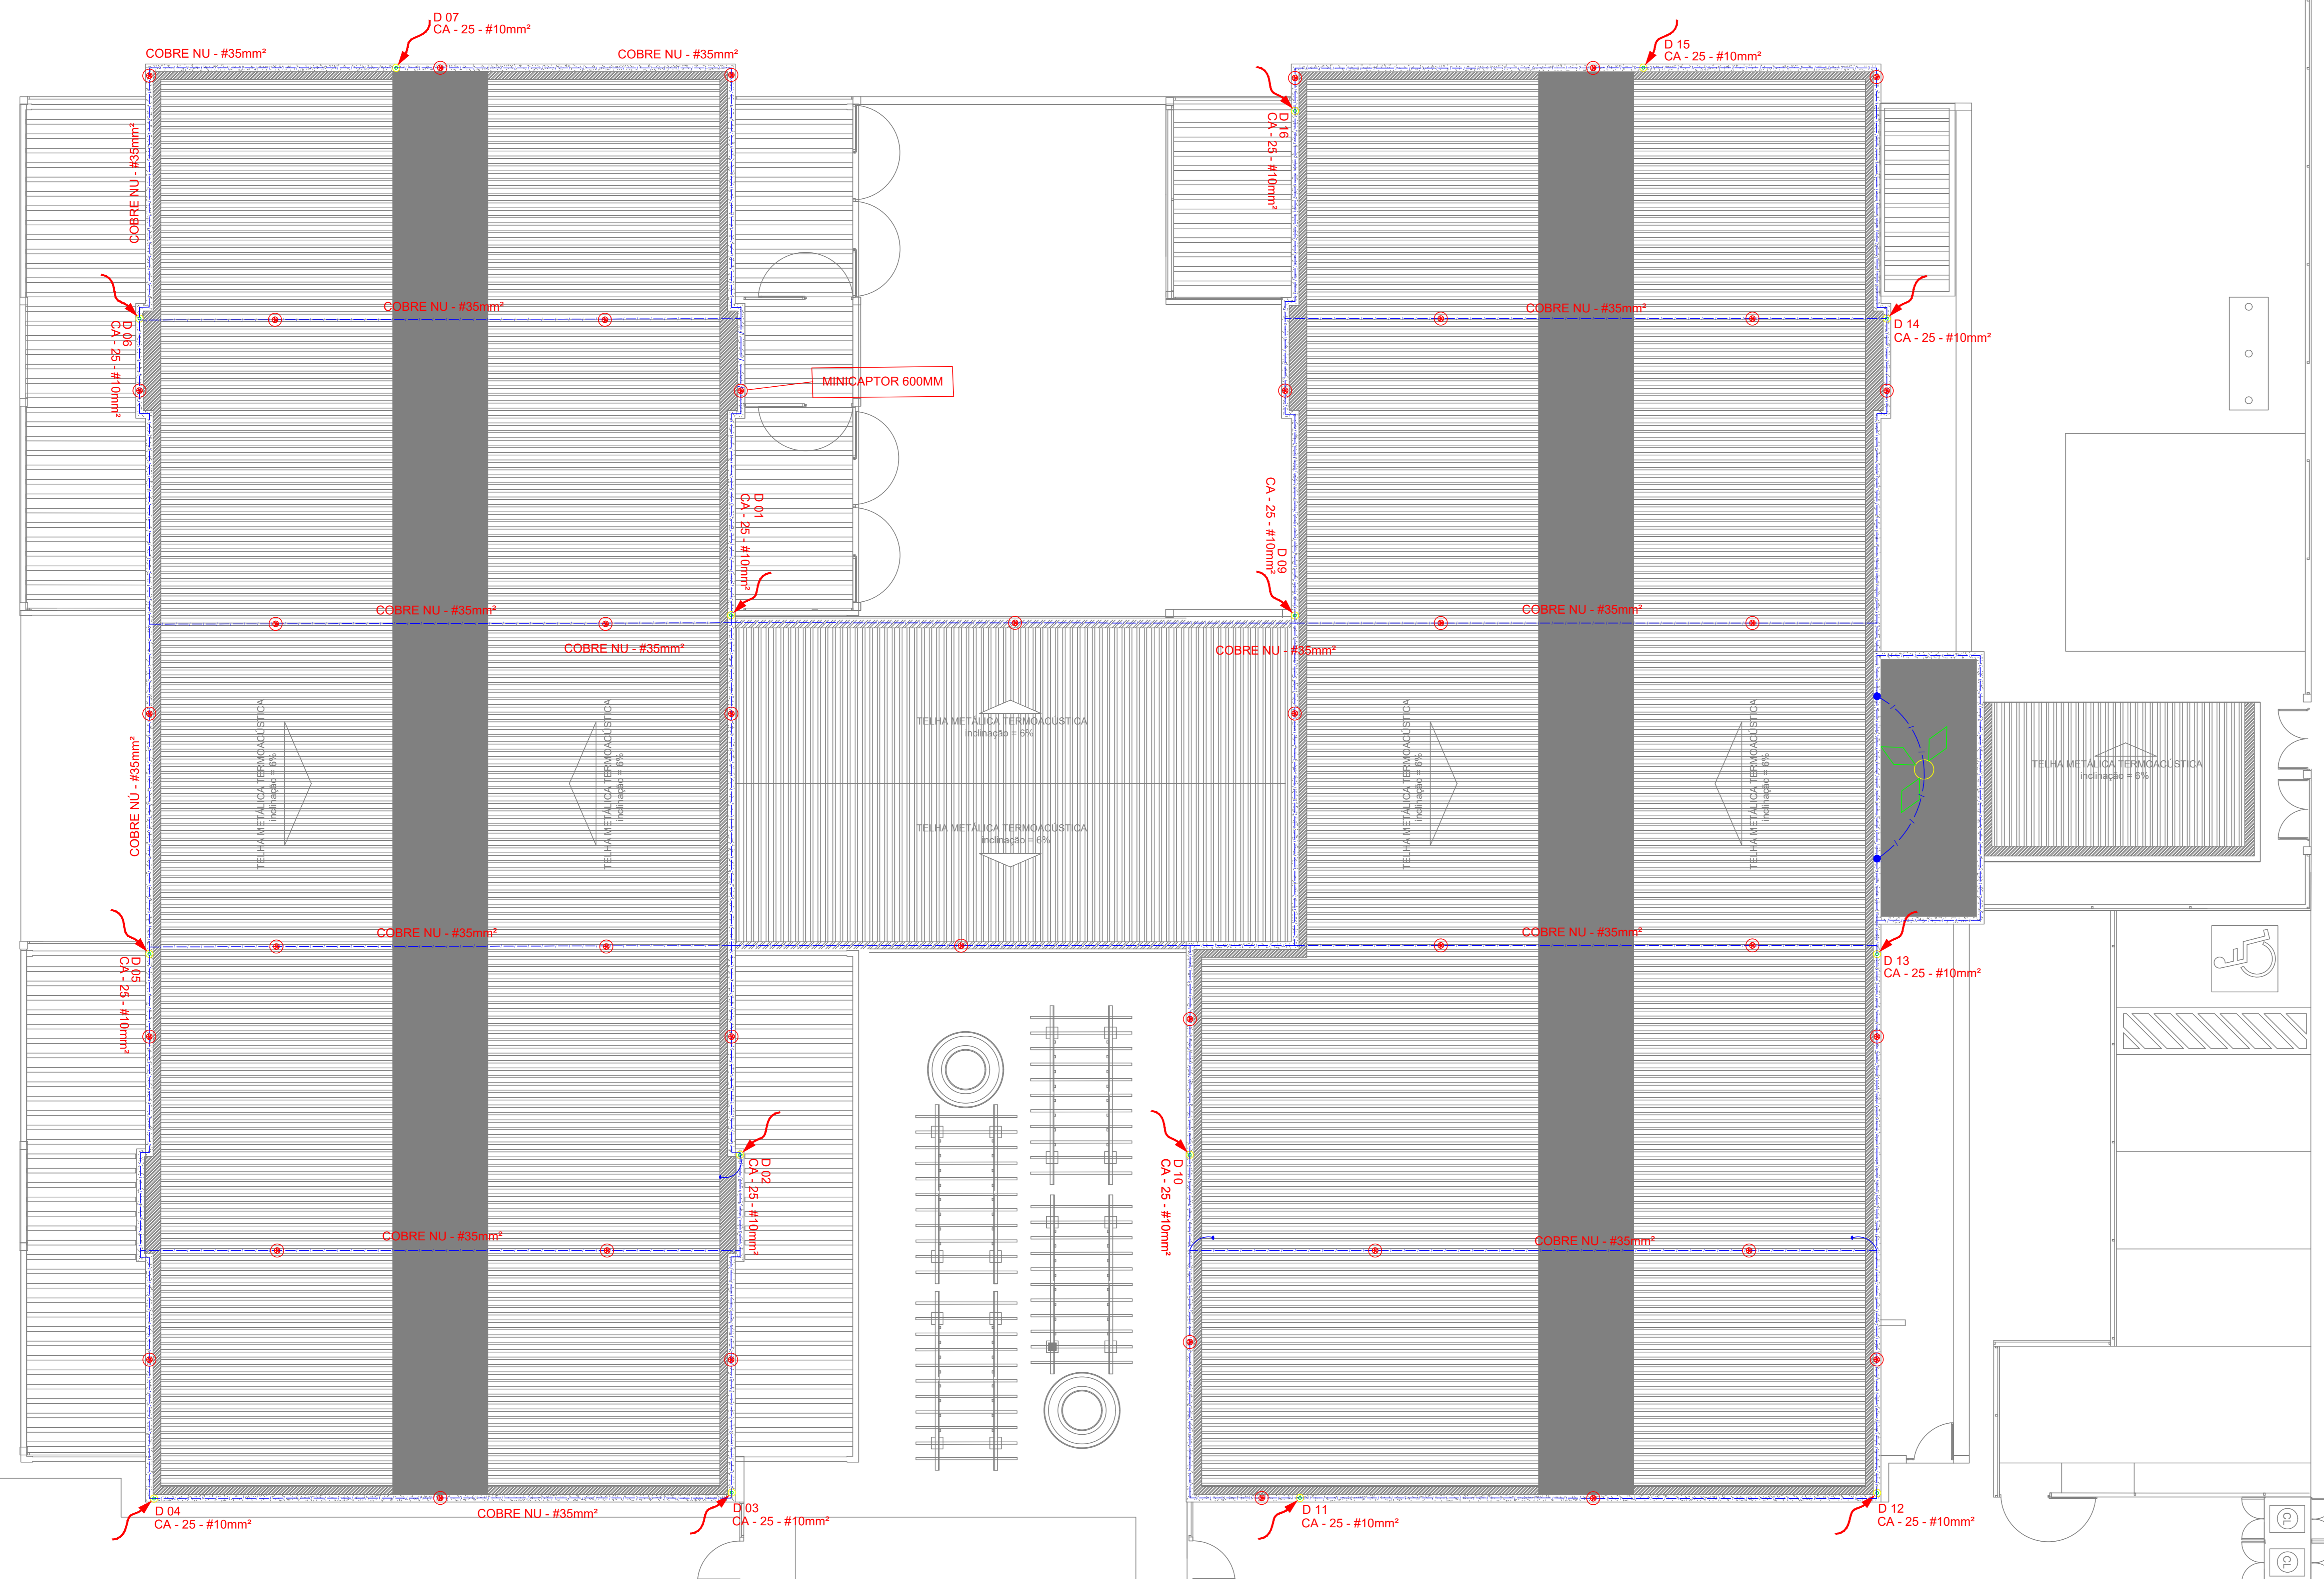 D 07
CA - 25 - #10mm²
COBRE NU - #35mm²
COBRE NU - #35mm²
D 15
CA - 25 - #10mm²
COBRE NU - #35mm²
D 16
CA - 25 - #10mm²
COBRE NU - #35mm²
D 06
CA - 25 - #10mm²
COBRE NU - #35mm²
D 14
CA - 25 - #10mm²
MINICAPTOR 600MM
D 01
CA - 25 - #10mm²
D 09
CA - 25 - #10mm²
COBRE NU - #35mm²
COBRE NU - #35mm²
COBRE NU - #35mm²
COBRE NU - #35mm²
TELHA METÁLICA TERMOACÚSTICA
inclinação = 6%
TELHA METÁLICA TERMOACÚSTICA
inclinação = 6%
TELHA METÁLICA TERMOACÚSTICA
inclinação = 6%
TELHA METÁLICA TERMOACÚSTICA
inclinação = 6%
TELHA METÁLICA TERMOACÚSTICA
inclinação = 6%
TELHA METÁLICA TERMOACÚSTICA
inclinação = 6%
TELHA METÁLICA TERMOACÚSTICA
inclinação = 6%
COBRE NU - #35mm²
COBRE NU - #35mm²
COBRE NU - #35mm²
D 05
CA - 25 - #10mm²
D 13
CA - 25 - #10mm²
D 02
CA - 25 - #10mm²
D 10
CA - 25 - #10mm²
COBRE NU - #35mm²
COBRE NU - #35mm²
D 04
CA - 25 - #10mm²
COBRE NU - #35mm²
D 03
CA - 25 - #10mm²
D 11
CA - 25 - #10mm²
D 12
CA - 25 - #10mm²
CL
CL